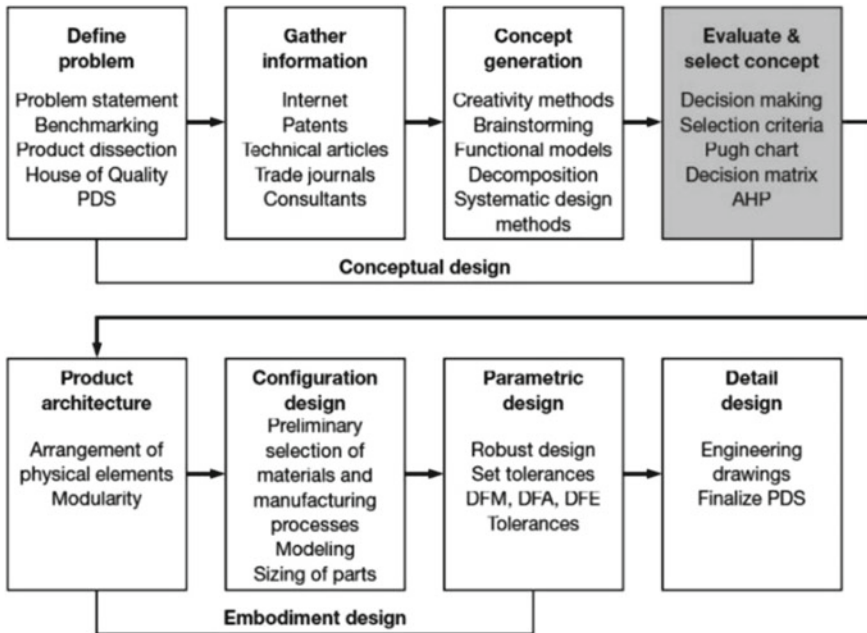 Define
problem
Problem statement
Benchmarking
Product dissection
House of Quality
PDS
Gather
information
Internet
Patents
Technical articles
Trade journals
Consultants
Concept
generation
Creativity methods
Brainstorming
Functional models
Decomposition
Systematic design
methods
Evaluate &
select concept
Decision making
Selection criteria
Pugh chart
Decision matrix
AHP
Conceptual design
Product
architecture
Arrangement of
physical elements
Modularity
Configuration
design
Preliminary
selection of
materials and
manufacturing
processes
Modeling
Sizing of parts
Parametric
design
Robust design
Set tolerances
DFM, DFA, DFE
Tolerances
Detail
design
Engineering
drawings
Finalize PDS
Embodiment design